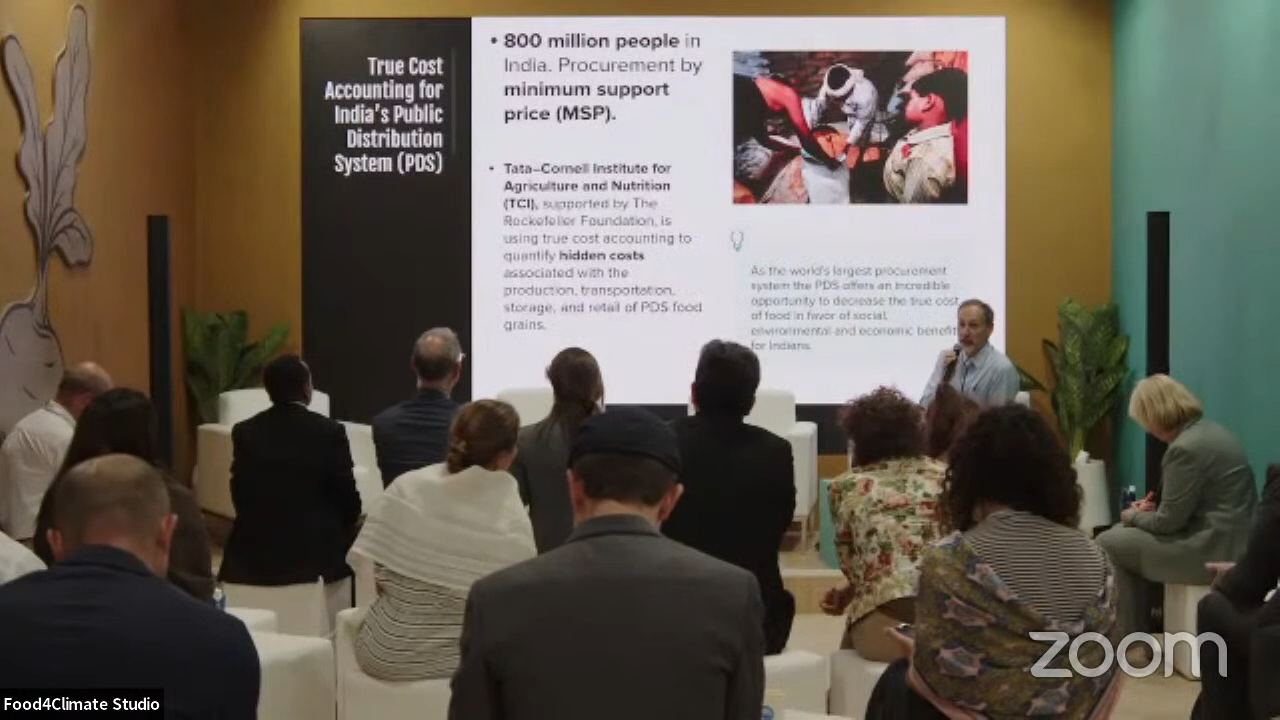 True Cost
Accounting for
India's Public
Distribution
System (PDS)
• 800 million people in
India. Procurement by
minimum support
price (MSP).
• Tata–Cornell Institute for
Agriculture and Nutrition
(TCI), supported by The
Rockefeller Foundation, is
using true cost accounting to
quantify hidden costs
associated with the
production, transportation,
storage, and retail of PDS food
grains.
As the world's largest procurement
system the PDS offers an incredible
opportunity to decrease the true cost
of food in favor of social,
environmental and economic benefit
for Indians.
zoom
Food4Climate Studio